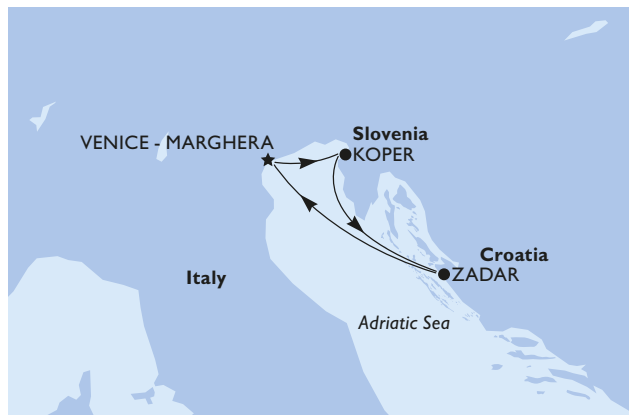 Slovenia
VENICE - MARGHERA
KOPER
Croatia
ZADAR
Italy
Adriatic Sea